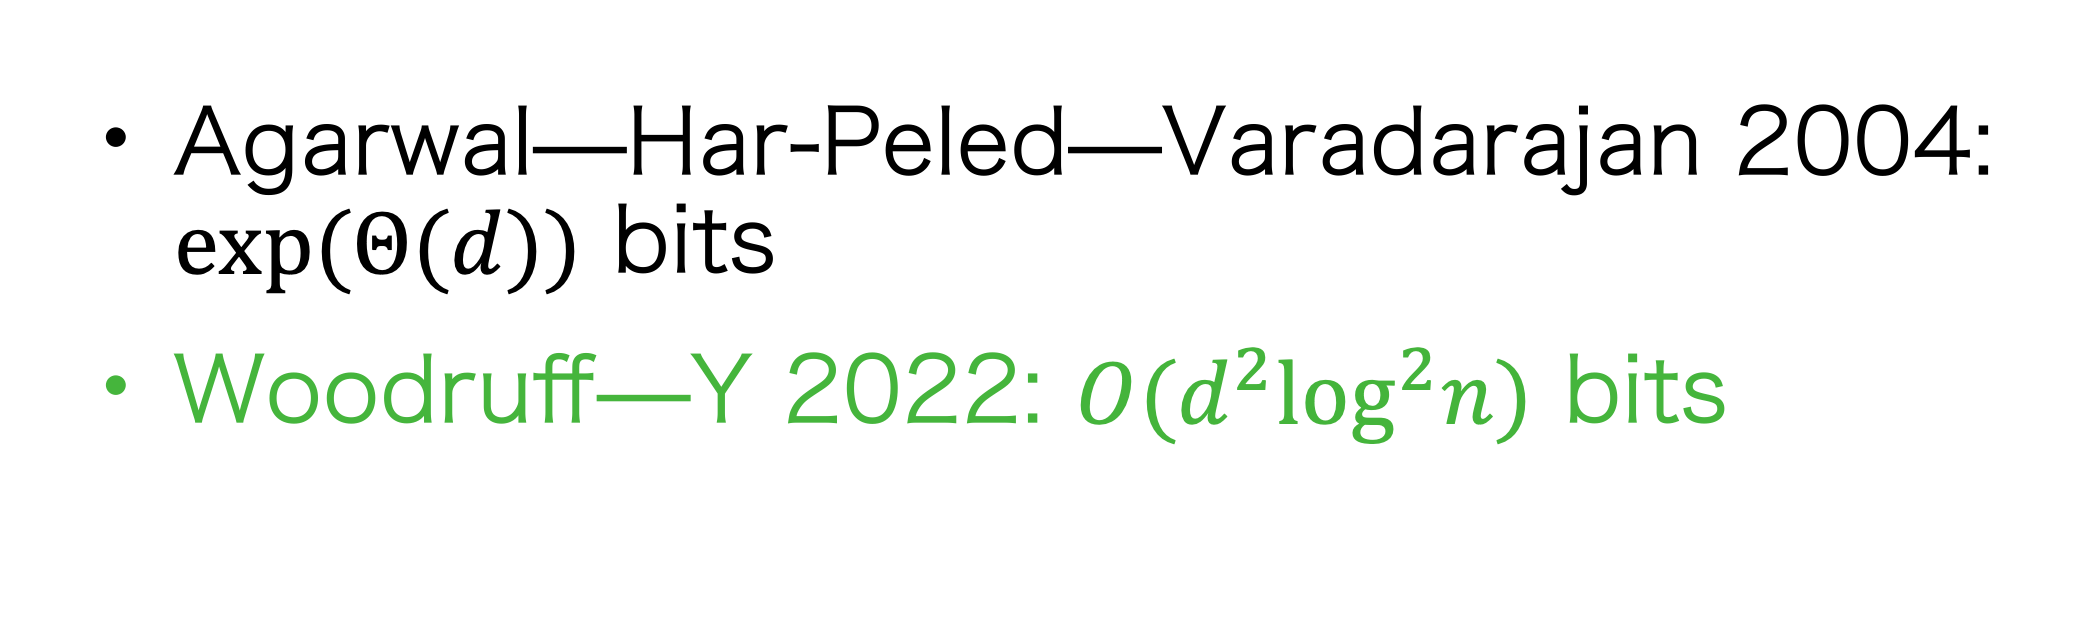 • Agarwal—Har-Peled—Varadarajan 2004:
exp(Θ(d)) bits
• Woodruff—Y 2022: O(d²log²n) bits